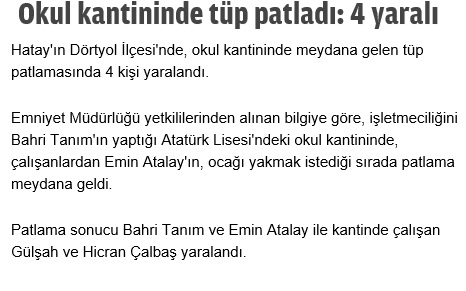 Okul kantininde tüp patladı: 4 yaralı
Hatay'ın Dörtyol İlçesi'nde, okul kantininde meydana gelen tüp
patlamasında 4 kişi yaralandı.
Emniyet Müdürlüğü yetkililerinden alınan bilgiye göre, işletmeciliğini
Bahri Tanım'ın yaptığı Atatürk Lisesi'ndeki okul kantininde,
çalışanlardan Emin Atalay'ın, ocağı yakmak istediği sırada patlama
meydana geldi.
Patlama sonucu Bahri Tanım ve Emin Atalay ile kantinde çalışan
Gülşah ve Hicran Çalbaş yaralandı.